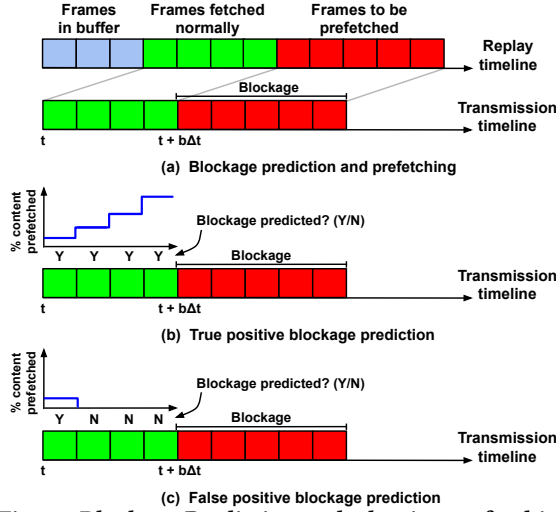 Frames in buffer
Frames fetched normally
Frames to be prefetched
Replay timeline
Blockage
Transmission timeline
t
t + bΔt
(a) Blockage prediction and prefetching
% content prefetched
Blockage predicted? (Y/N)
Y Y Y Y
Blockage
Transmission timeline
t
t + bΔt
(b) True positive blockage prediction
% content prefetched
Blockage predicted? (Y/N)
Y N N N
Blockage
Transmission timeline
t
t + bΔt
(c) False positive blockage prediction